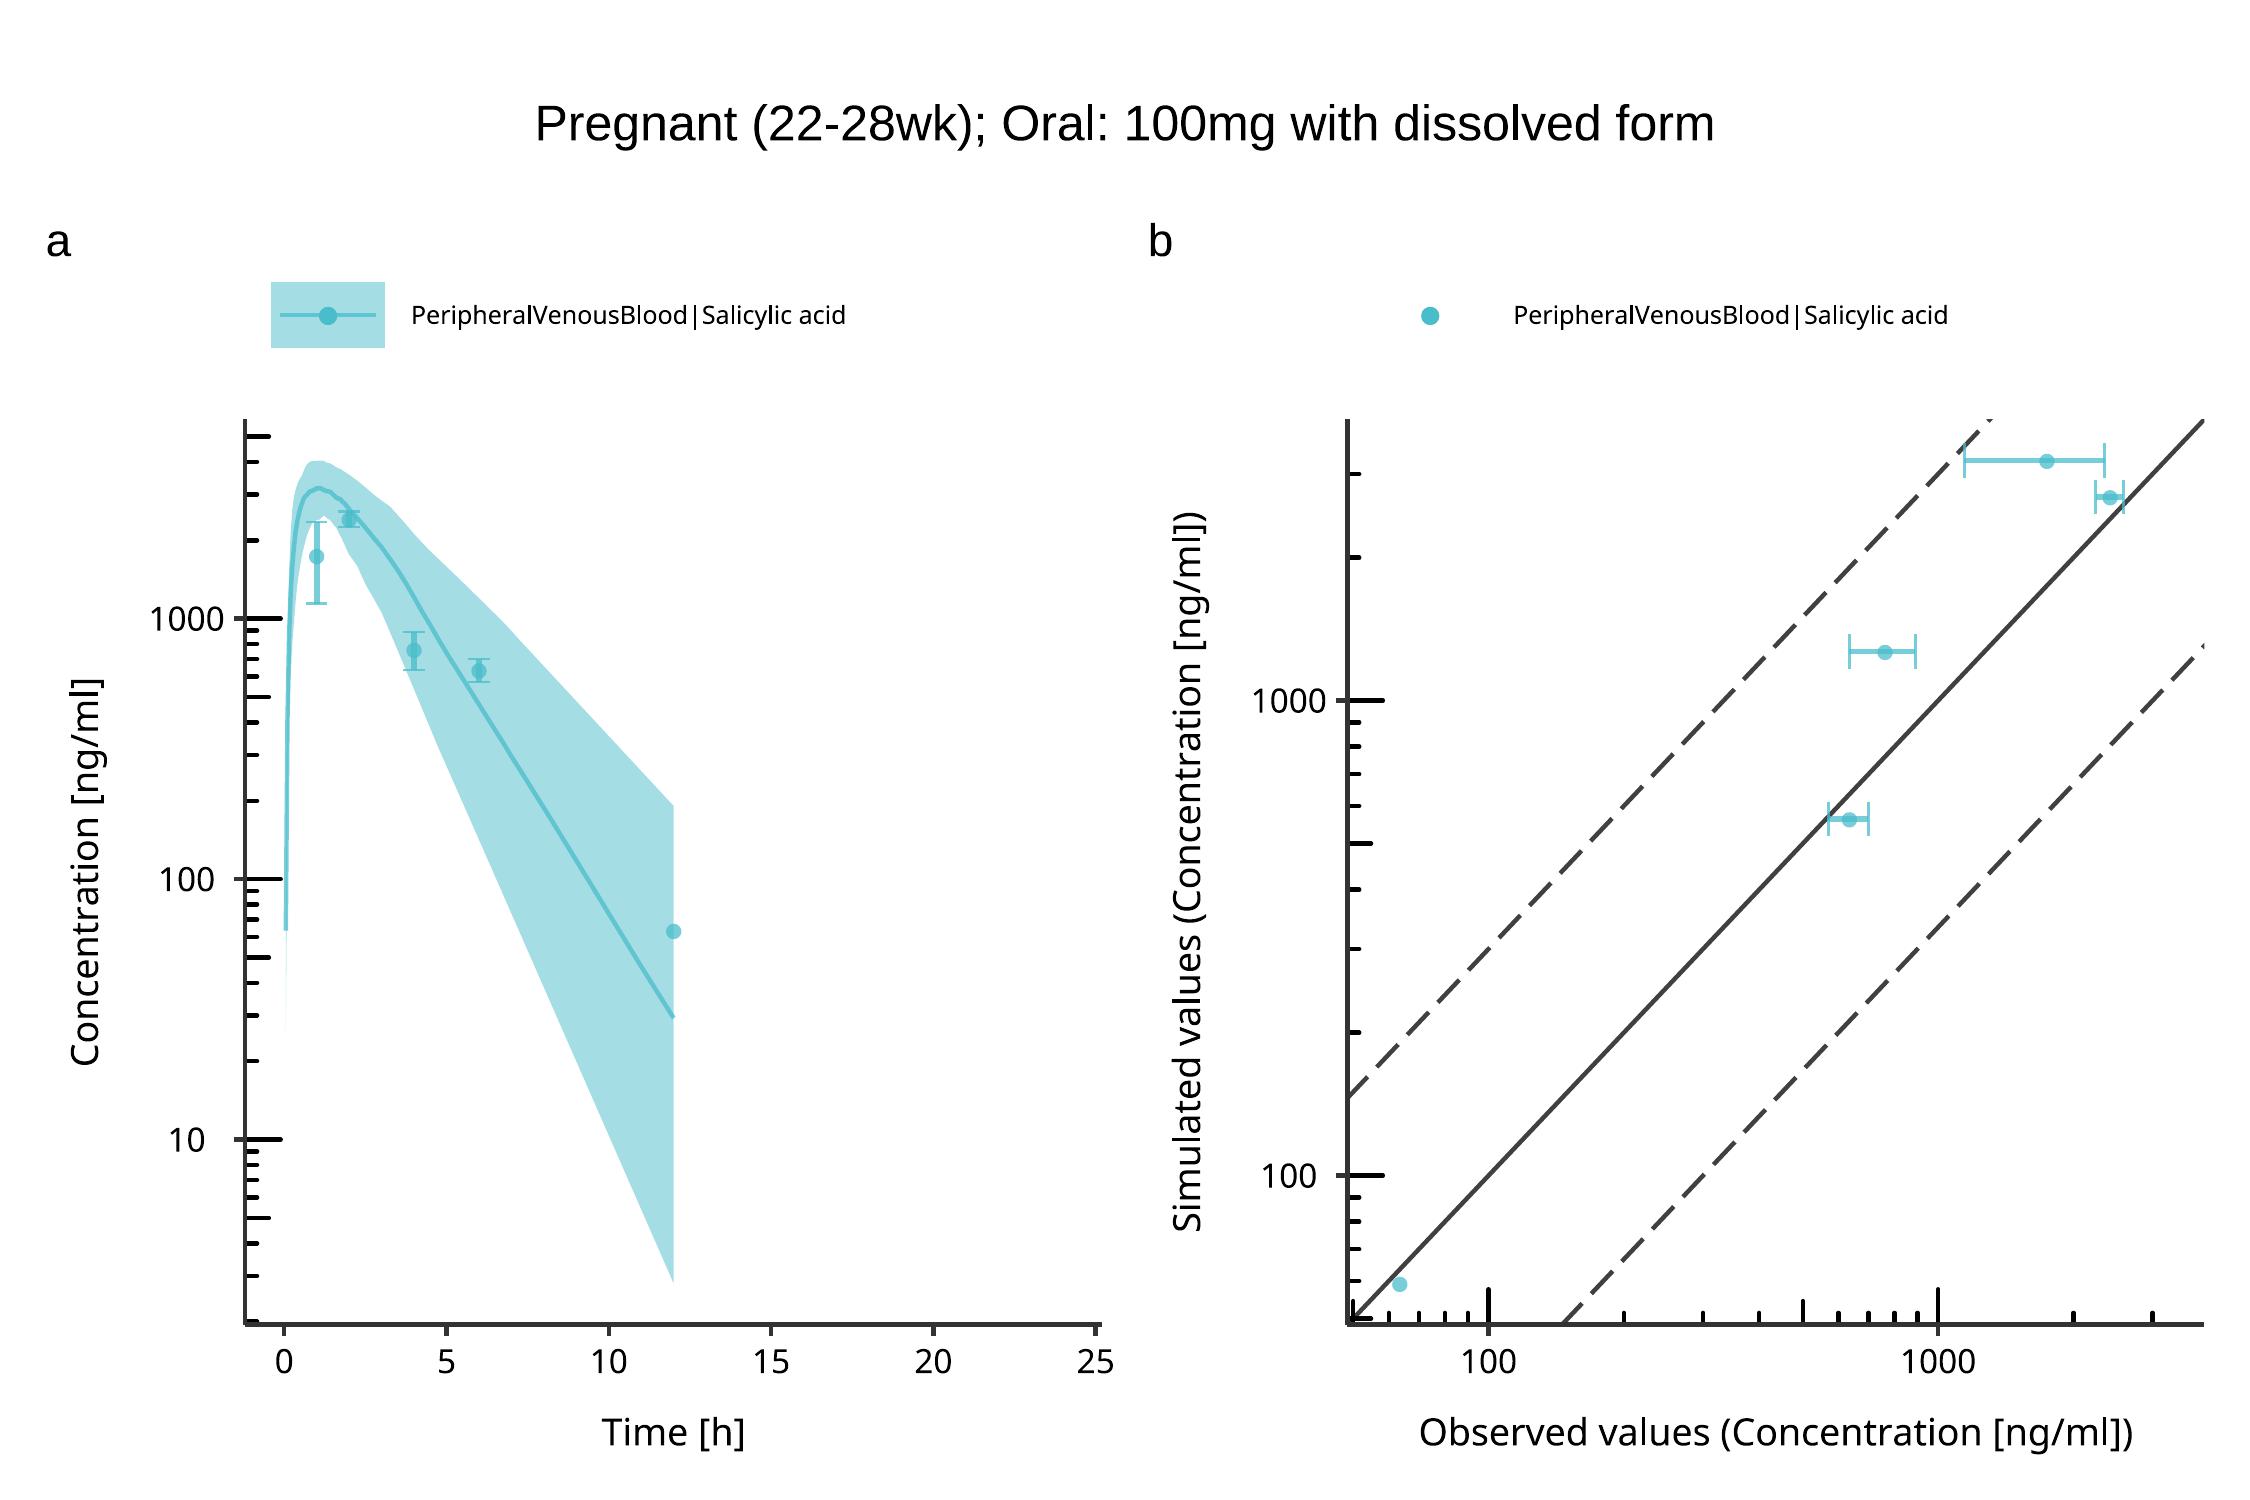 Pregnant (22-28wk); Oral: 100mg with dissolved form
a
PeripheralVenousBlood|Salicylic acid
Concentration [ng/ml]
1000
100
10
0 5 10 15 20 25
Time [h]
b
PeripheralVenousBlood|Salicylic acid
Simulated values (Concentration [ng/ml])
1000
100
100 1000
Observed values (Concentration [ng/ml])